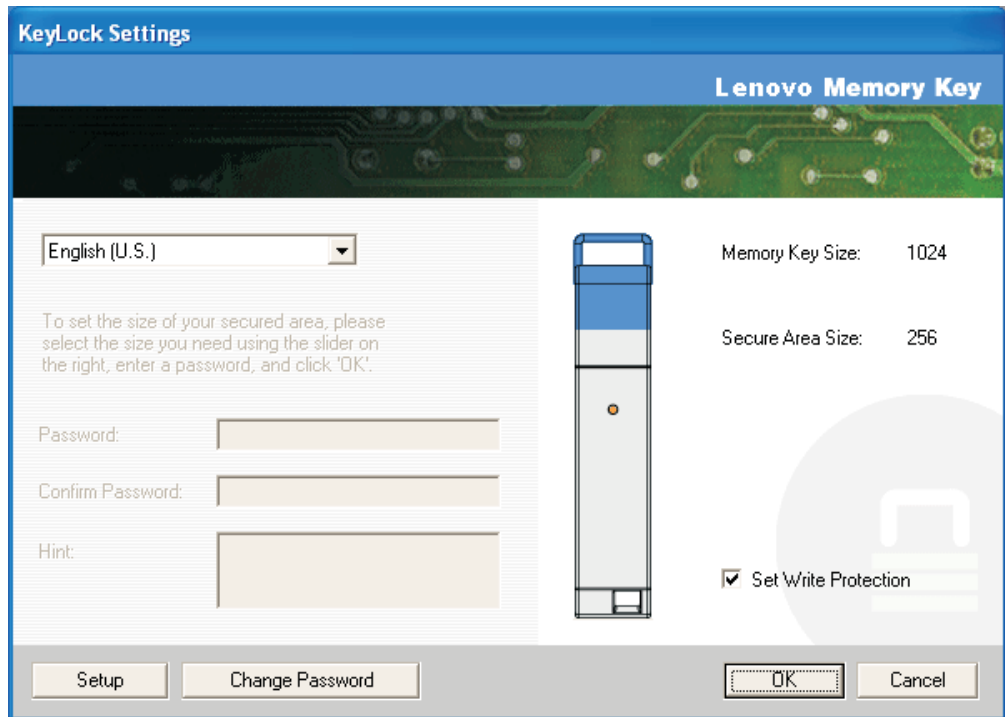 KeyLock Settings
Lenovo Memory Key
English (U.S.)
To set the size of your secured area, please
select the size you need using the slider on
the right, enter a password, and click 'OK'.
Password:
Confirm Password:
Hint:
Memory Key Size: 1024
Secure Area Size: 256
Set Write Protection
Setup
Change Password
OK
Cancel